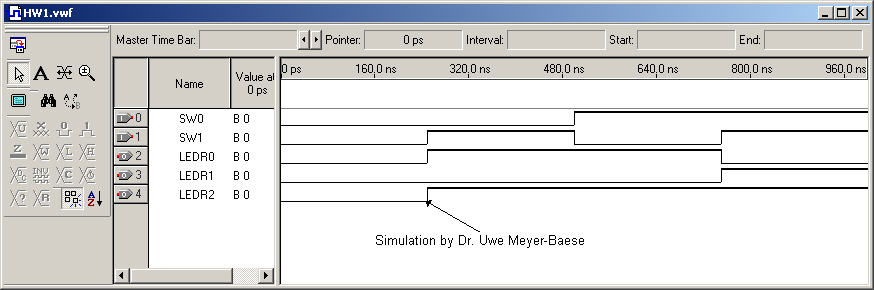 HW1.vwf
Master Time Bar:
Pointer:
0 ps
Interval:
Start:
End:
Name
Value at
0 ps
0 ps
160.0 ns
320.0 ns
480.0 ns
640.0 ns
800.0 ns
960.0 ns
0 SW0 B 0
1 SW1 B 0
2 LEDR0 B 0
3 LEDR1 B 0
4 LEDR2 B 0
Simulation by Dr. Uwe Meyer-Baese